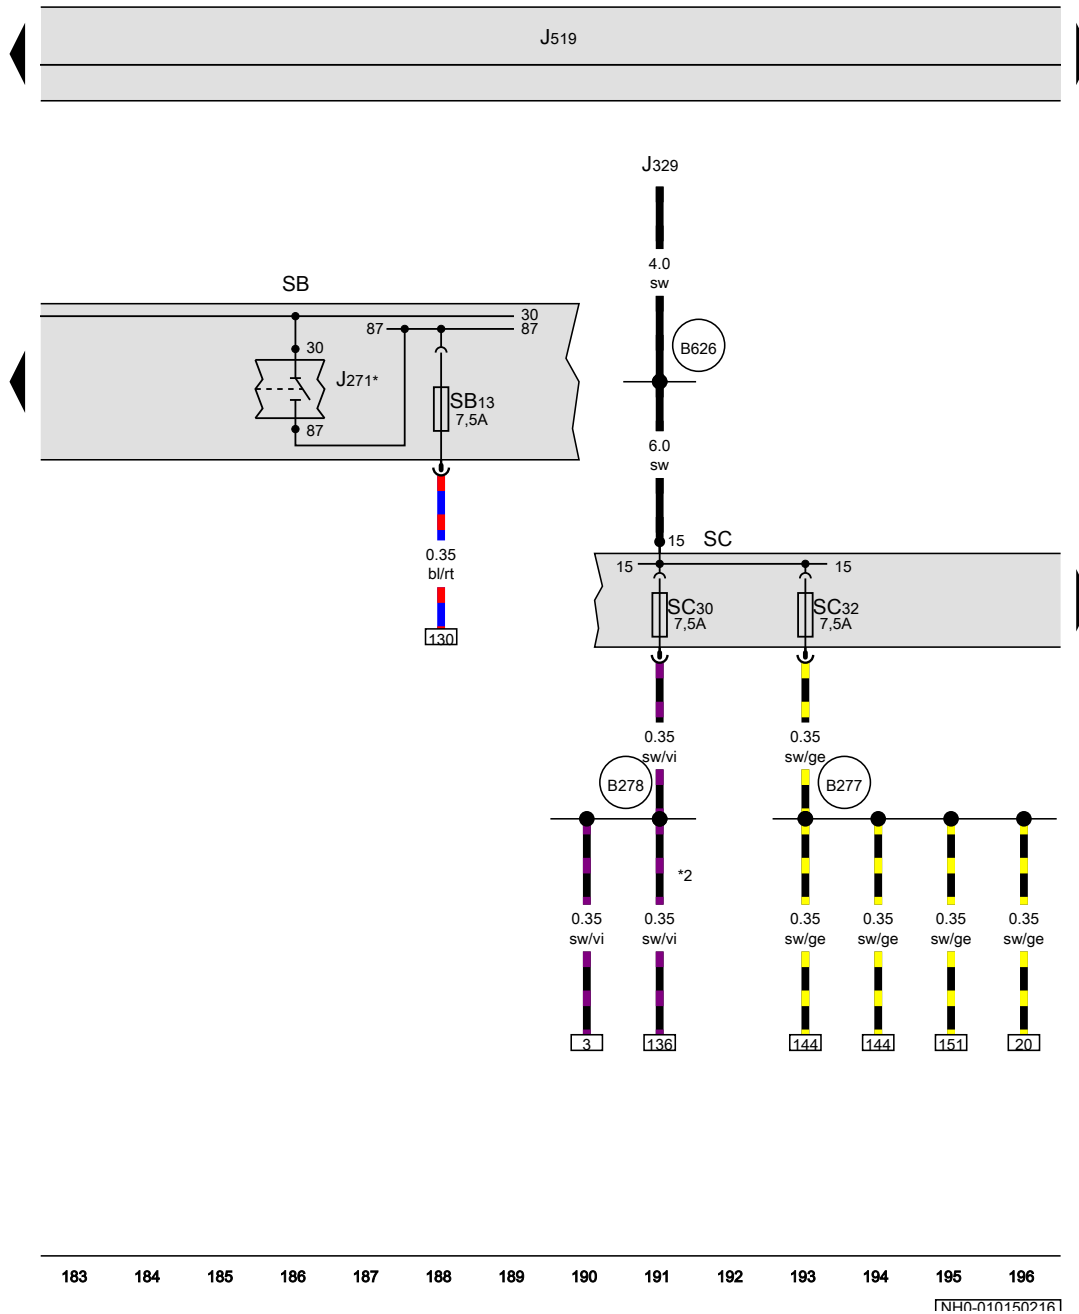 J519
J329
4.0
sw
SB
30
87 87
30
B626
J271*
SB13
7,5A
87
6.0
sw
15 SC
15 15
0.35
bl/rt
SC30 SC32
7,5A 7,5A
130
0.35 0.35
sw/vi sw/ge
B278 B277
*2
0.35 0.35 0.35 0.35 0.35 0.35
sw/vi sw/vi sw/ge sw/ge sw/ge sw/ge
3 136 144 144 151 20
183 184 185 186 187 188 189 190 191 192 193 194 195 196
NH0-010150216